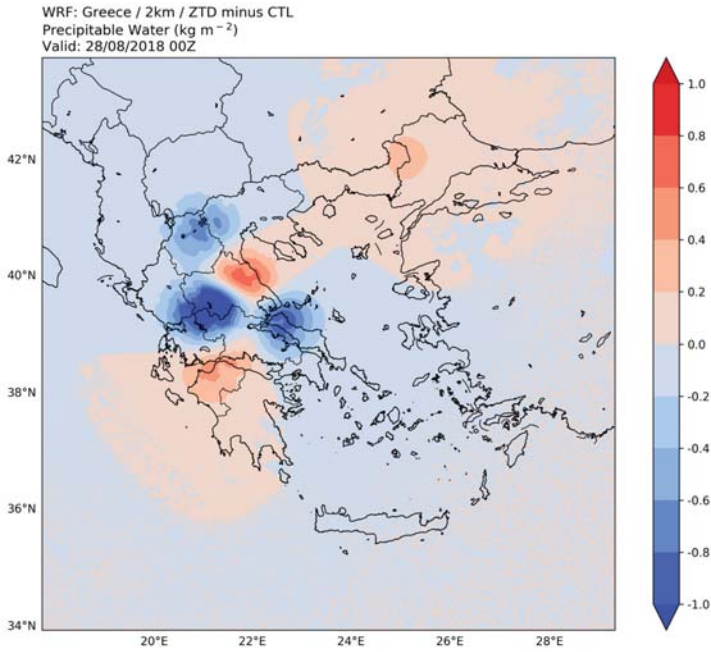 WRF: Greece / 2km / ZTD minus CTL
Precipitable Water (kg m⁻²)
Valid: 28/08/2018 00Z
1.0
0.8
42°N
0.6
0.4
40°N
0.2
0.0
38°N
-0.2
-0.4
36°N
-0.6
-0.8
-1.0
34°N
20°E 22°E 24°E 26°E 28°E